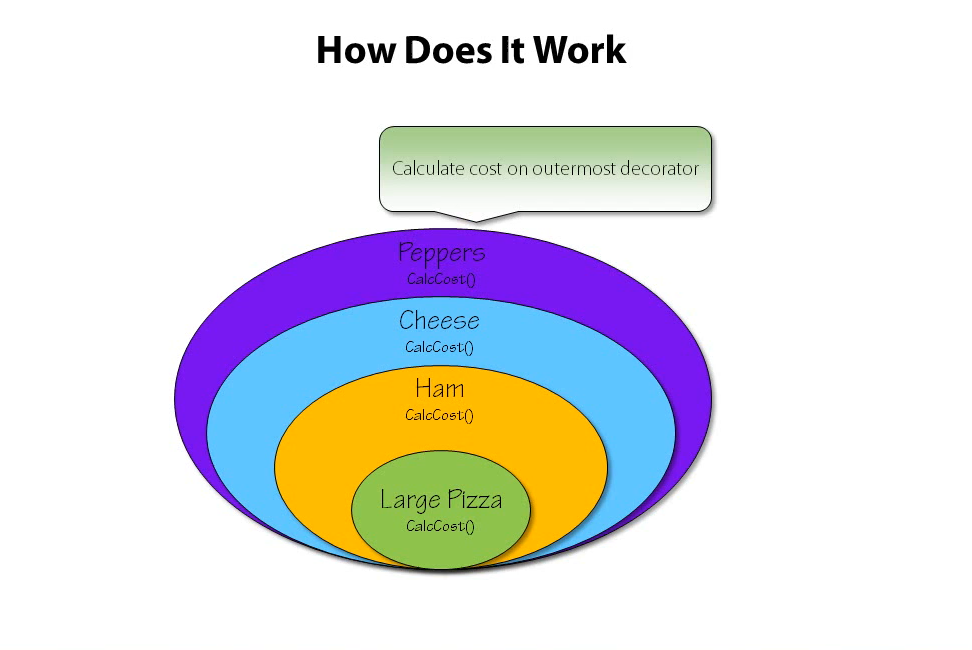 How Does It Work
Calculate cost on outermost decorator
Peppers
CalcCost()
Cheese
CalcCost()
Ham
CalcCost()
Large Pizza
CalcCost()